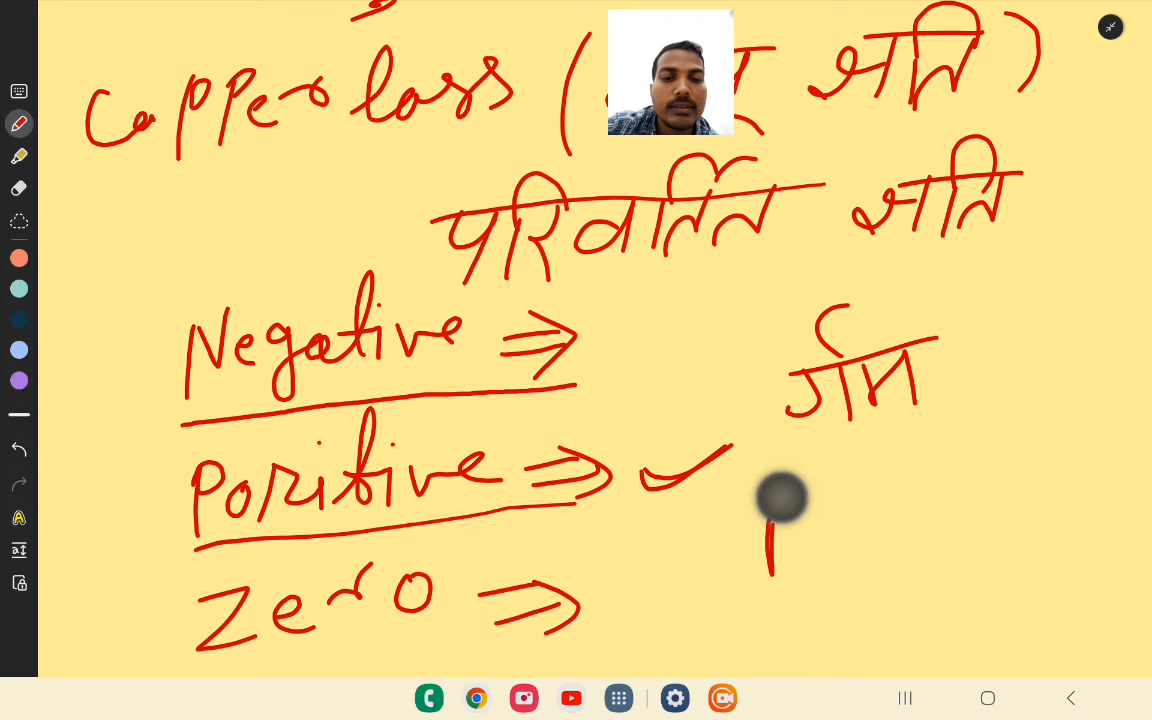 Copper loss ( क्षति )
परिवर्तित क्षति
Negative ⇒
Positive ⇒ ✓
Zero ⇒